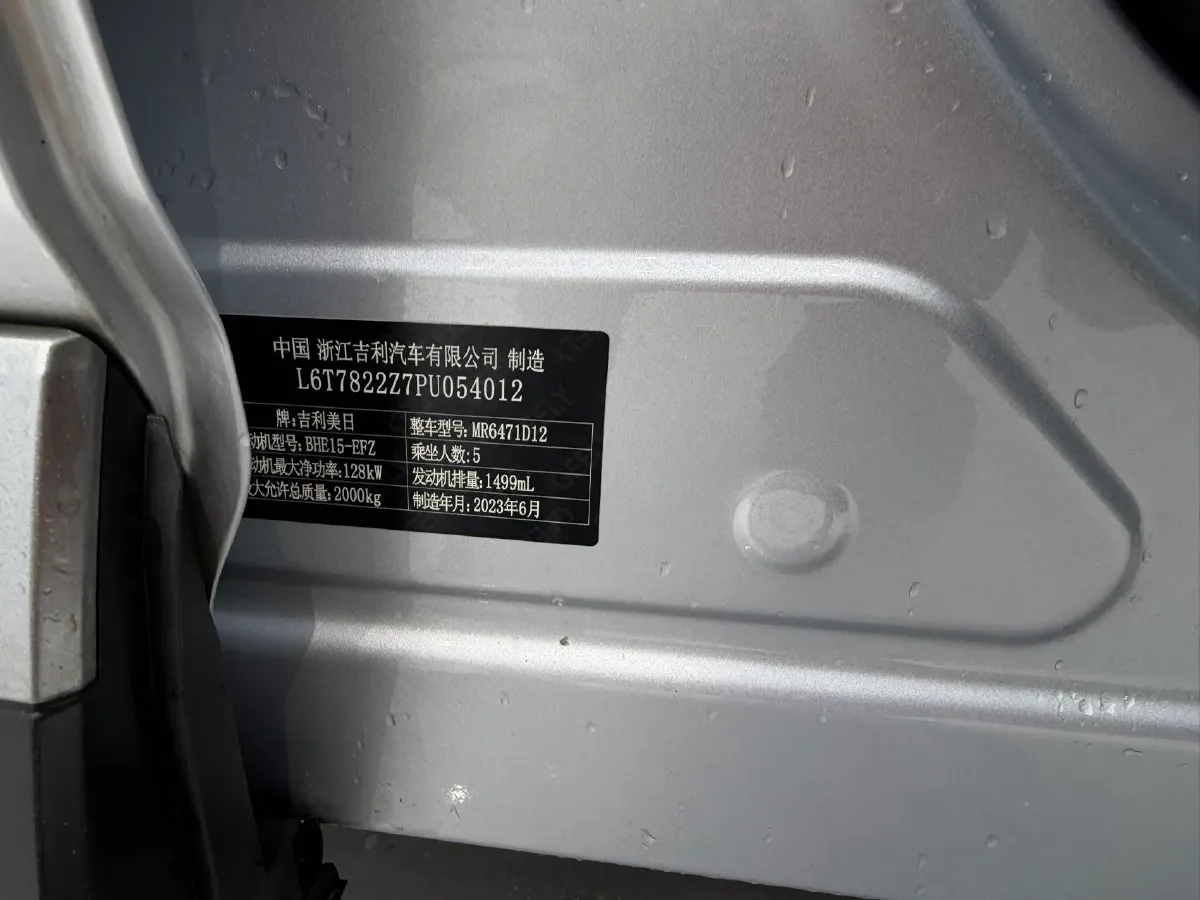 中国 浙江吉利汽车有限公司 制造
L6T7822Z7PU054012
牌:吉利美日 整车型号:MR6471D12
动机型号:BHE15-EFZ 乘坐人数:5
动机最大净功率:128kW 发动机排量:1499mL
大允许总质量:2000kg 制造年月:2023年6月